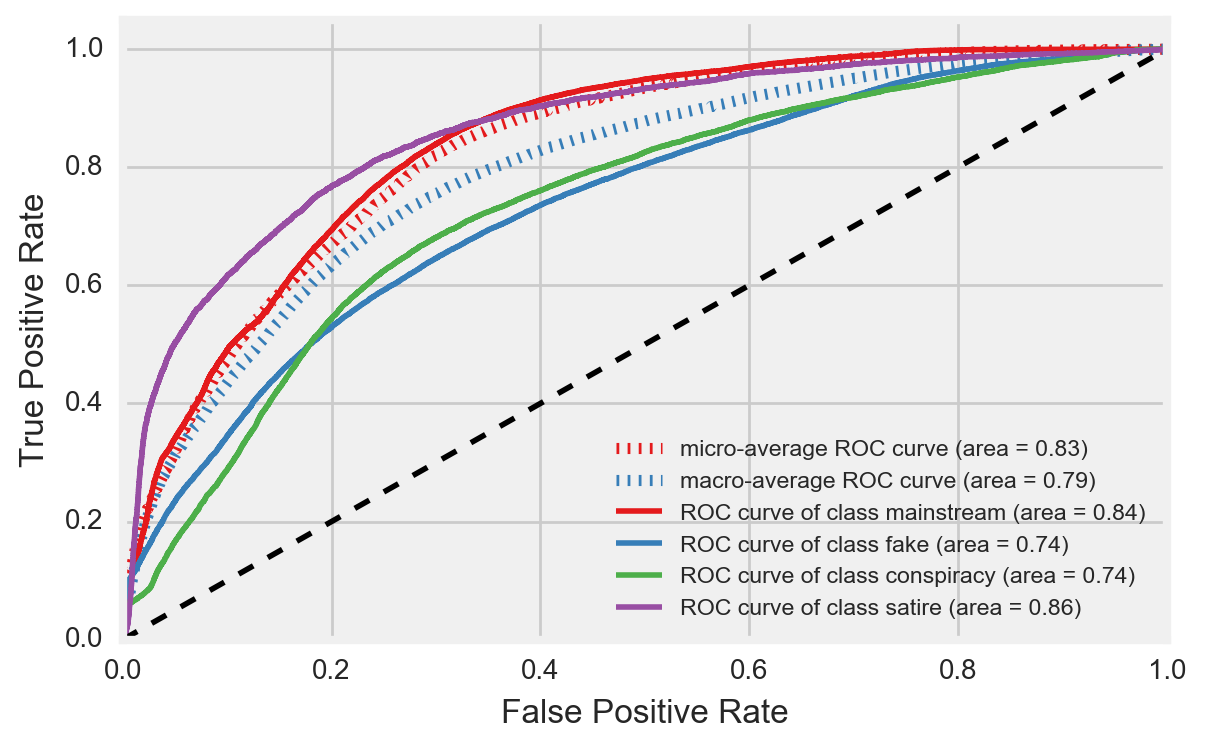 1.0
0.8
0.6
0.4
0.2
0.0
True Positive Rate
micro-average ROC curve (area = 0.83)
macro-average ROC curve (area = 0.79)
ROC curve of class mainstream (area = 0.84)
ROC curve of class fake (area = 0.74)
ROC curve of class conspiracy (area = 0.74)
ROC curve of class satire (area = 0.86)
0.0 0.2 0.4 0.6 0.8 1.0
False Positive Rate